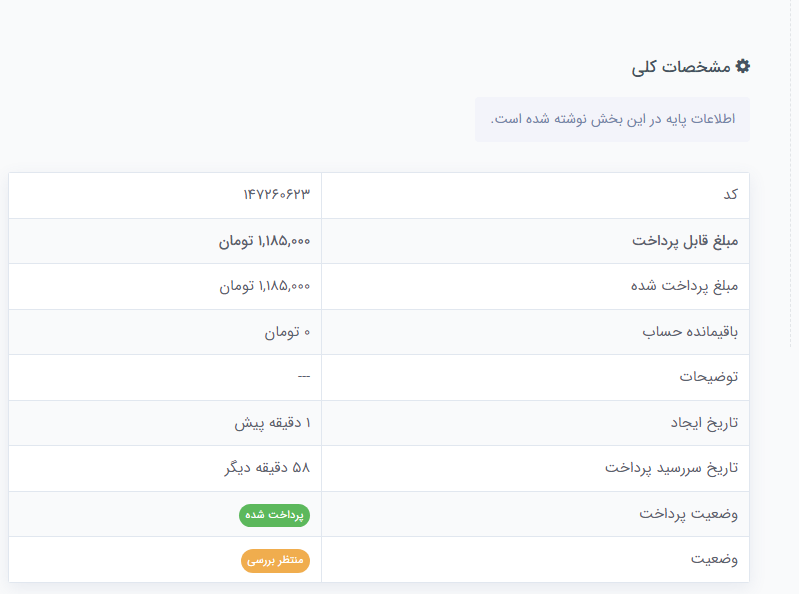 مشخصات کلی
اطلاعات پایه در این بخش نوشته شده است.
کد ۱۴۷۲۶۰۶۲۳
مبلغ قابل پرداخت ۱,۱۸۵,۰۰۰ تومان
مبلغ پرداخت شده ۱,۱۸۵,۰۰۰ تومان
باقیمانده حساب ۰ تومان
توضیحات ---
تاریخ ایجاد ۱ دقیقه پیش
تاریخ سررسید پرداخت ۵۸ دقیقه دیگر
وضعیت پرداخت پرداخت شده
وضعیت منتظر بررسی